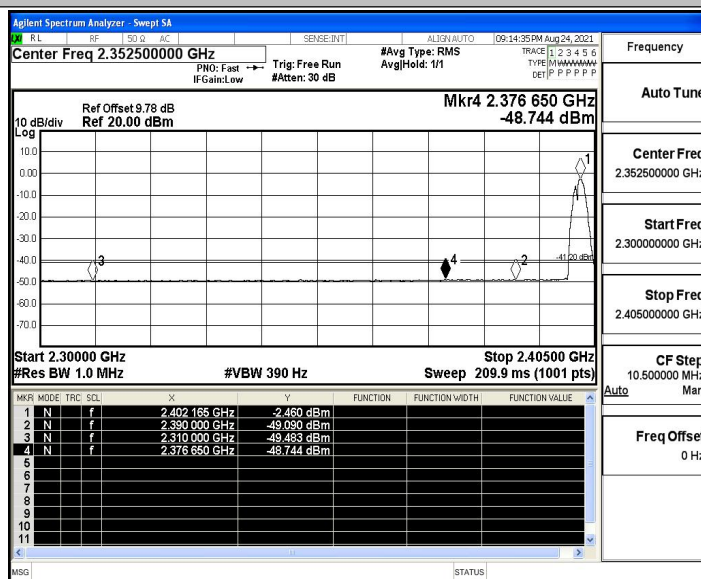 Agilent Spectrum Analyzer - Swept SA
RL RF 50 Ω AC SENSE:INT ALIGN AUTO 09:14:35 PM Aug 24, 2021
Center Freq 2.352500000 GHz
PNO: Fast
IFGain:Low
Trig: Free Run
#Atten: 30 dB
#Avg Type: RMS
Avg|Hold: 1/1
TRACE 1 2 3 4 5 6
TYPE M W W W W W
DET P P P P P P
Ref Offset 9.78 dB
10 dB/div Ref 20.00 dBm
Log
Mkr4 2.376 650 GHz
-48.744 dBm
10.0
0.00
-10.0
-20.0
-30.0
-40.0
-50.0
-60.0
-70.0
1
2
3
4
-41.20 dBm
Start 2.30000 GHz Stop 2.40500 GHz
#Res BW 1.0 MHz #VBW 390 Hz Sweep 209.9 ms (1001 pts)
MKR MODE TRC SCL X Y FUNCTION FUNCTION WIDTH FUNCTION VALUE
1 N f 2.402 165 GHz -2.460 dBm
2 N f 2.390 000 GHz -49.090 dBm
3 N f 2.310 000 GHz -49.483 dBm
4 N f 2.376 650 GHz -48.744 dBm
5
6
7
8
9
10
11
MSG STATUS
Frequency
Auto Tune
Center Freq
2.352500000 GHz
Start Freq
2.300000000 GHz
Stop Freq
2.405000000 GHz
CF Step
10.500000 MHz
Auto Man
Freq Offset
0 Hz